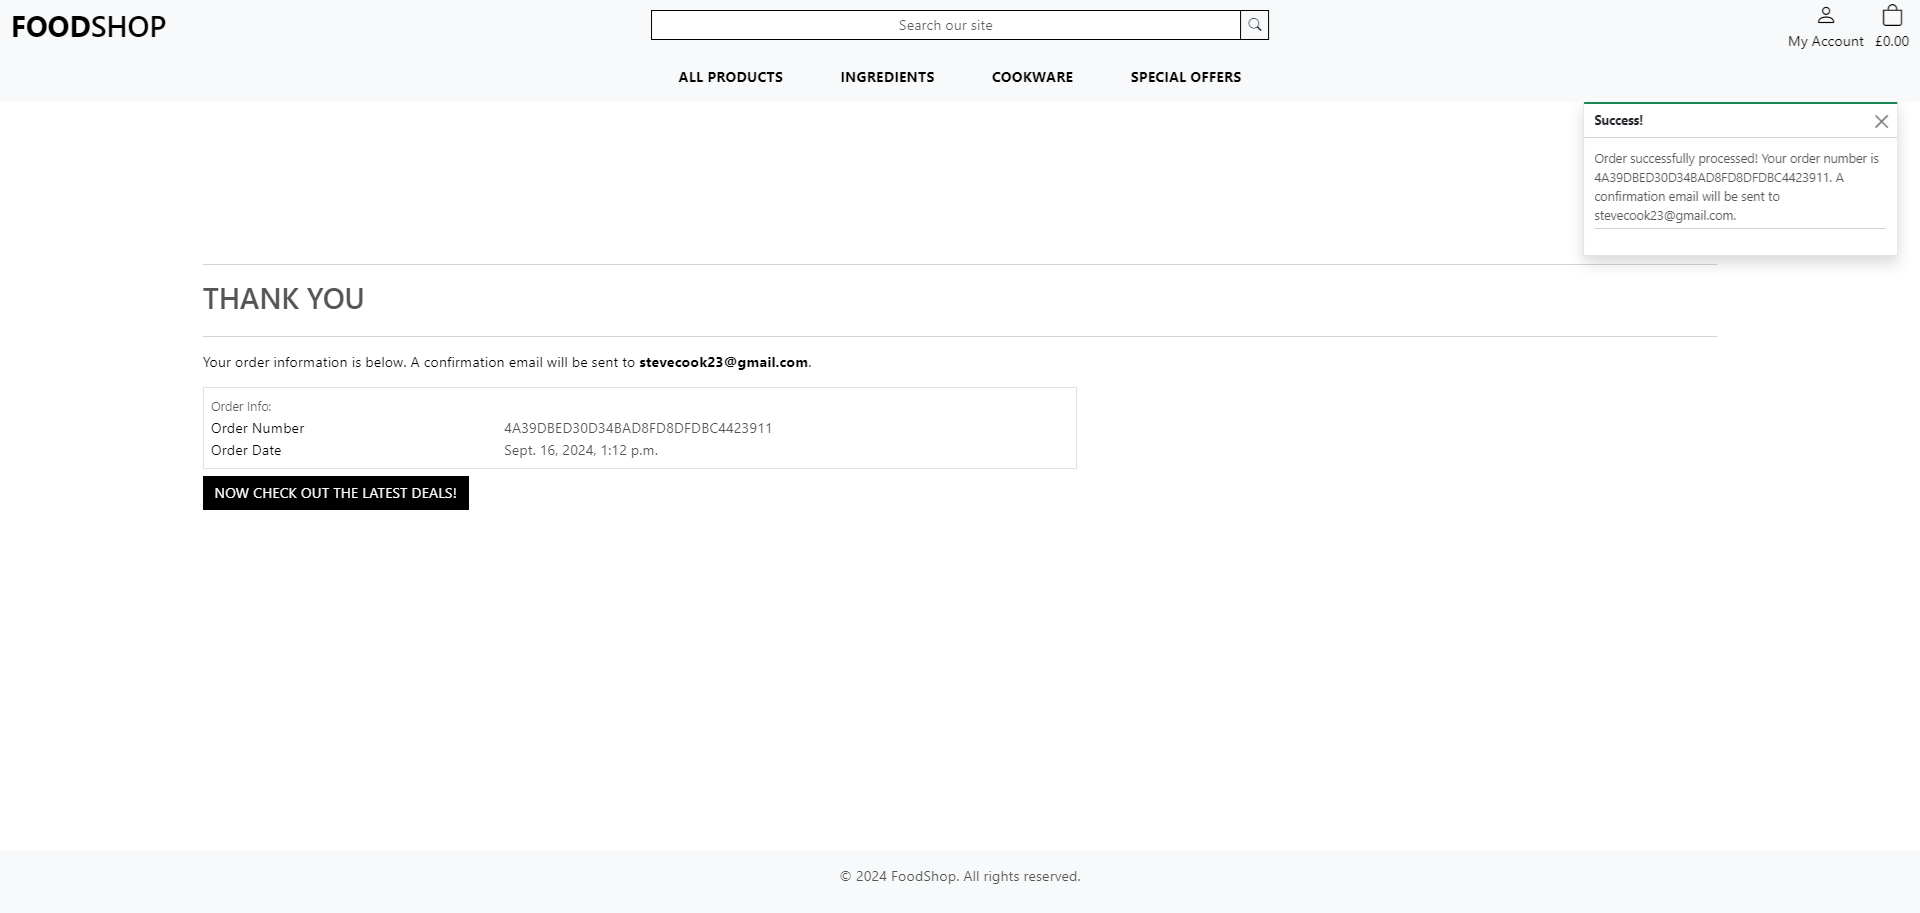 FOODSHOP
Search our site
My Account
£0.00
ALL PRODUCTS
INGREDIENTS
COOKWARE
SPECIAL OFFERS
Success!
Order successfully processed! Your order number is
4A39DBED30D34BAD8FD8DFDBC4423911. A
confirmation email will be sent to
stevecook23@gmail.com.
THANK YOU
Your order information is below. A confirmation email will be sent to stevecook23@gmail.com.
Order Info:
Order Number 4A39DBED30D34BAD8FD8DFDBC4423911
Order Date Sept. 16, 2024, 1:12 p.m.
NOW CHECK OUT THE LATEST DEALS!
© 2024 FoodShop. All rights reserved.